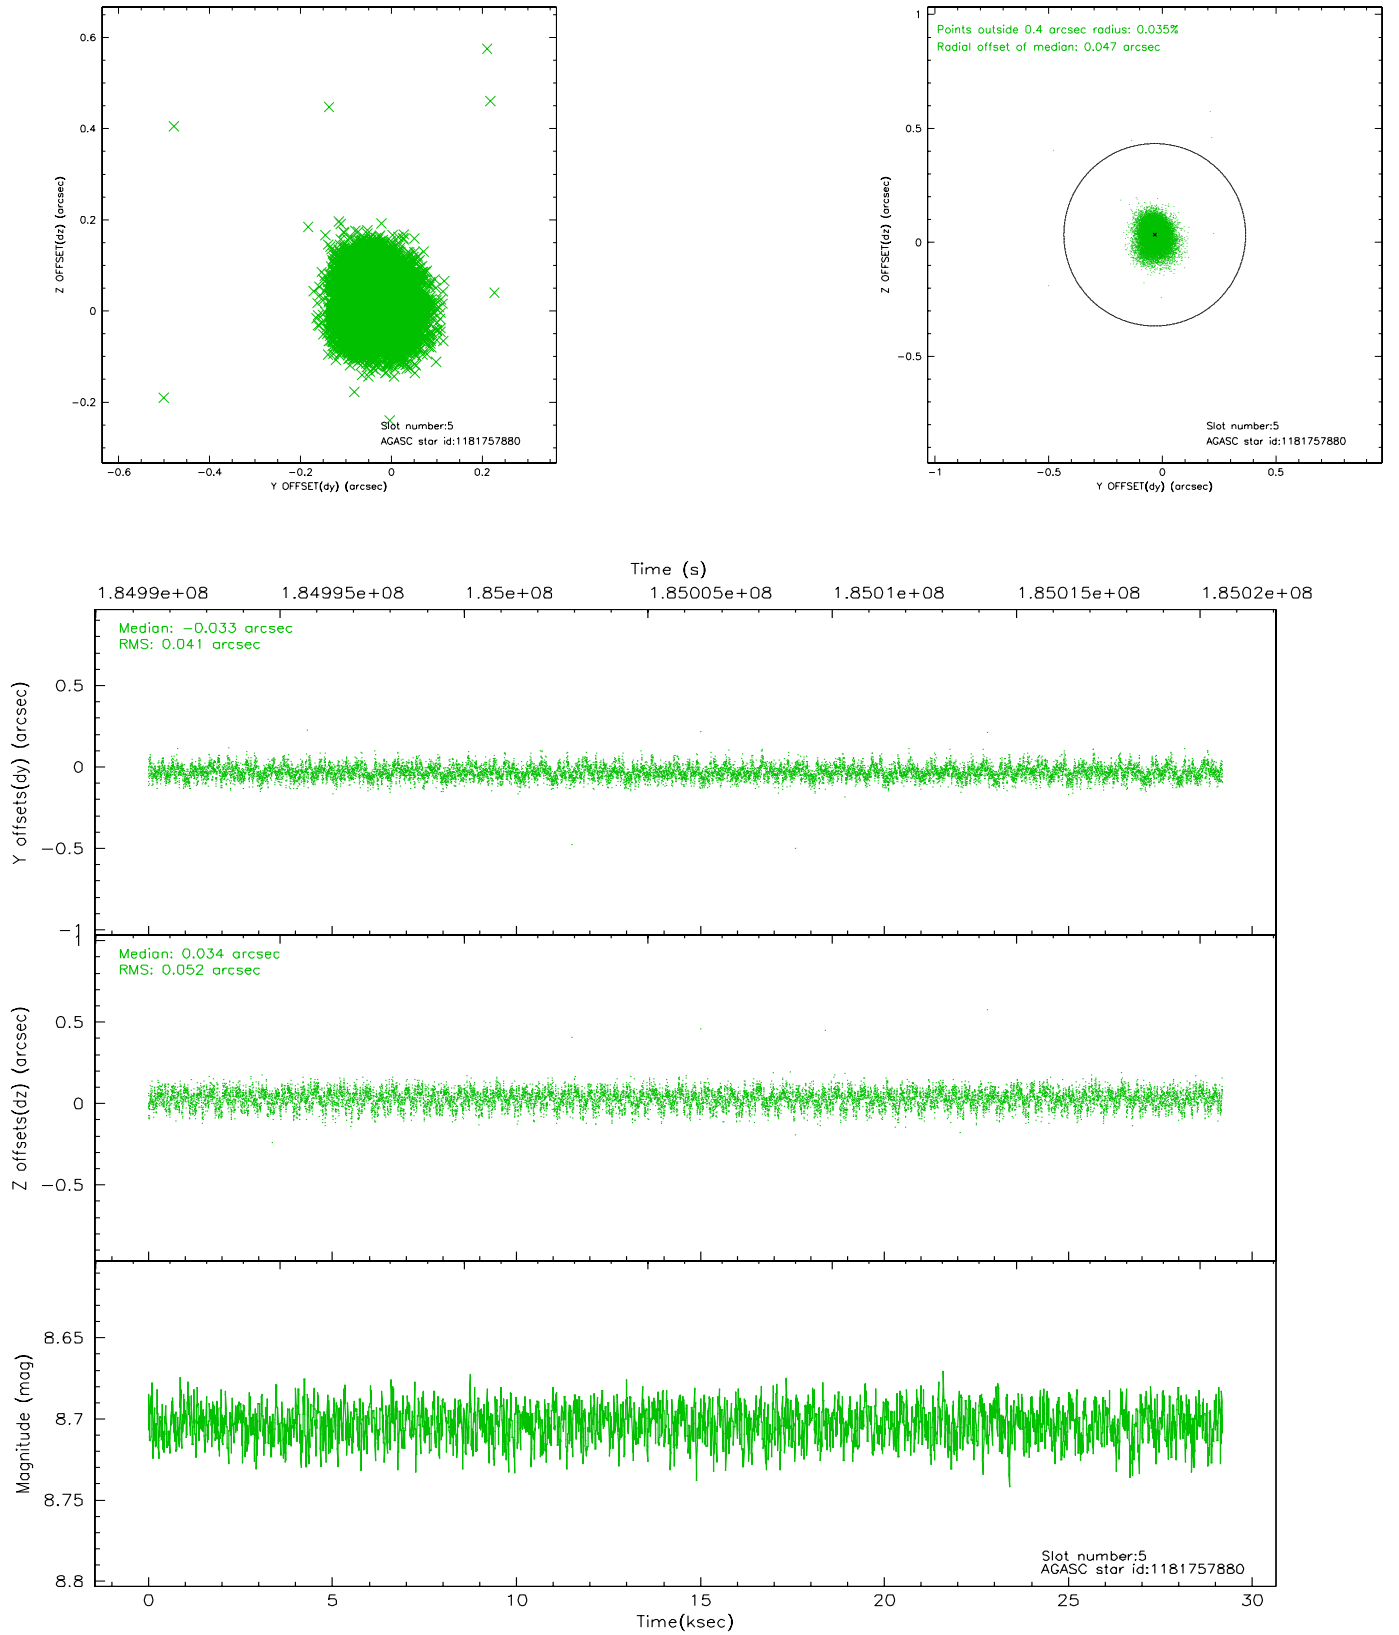 0.6
0.4
0.2
0
−0.2
Z OFFSET(dz) (arcsec)
Slot number:5
AGASC star id:1181757880
−0.6
−0.4
−0.2
0
0.2
Y OFFSET(dy) (arcsec)
1
0.5
0
−0.5
Z OFFSET(dz) (arcsec)
Points outside 0.4 arcsec radius: 0.035%
Radial offset of median: 0.047 arcsec
Slot number:5
AGASC star id:1181757880
−1
−0.5
0
0.5
Y OFFSET(dy) (arcsec)
Time (s)
1.8499e+08
1.84995e+08
1.85e+08
1.85005e+08
1.8501e+08
1.85015e+08
1.8502e+08
Median: −0.033 arcsec
RMS: 0.041 arcsec
0.5
0
−0.5
−1
Y offsets(dy) (arcsec)
Median: 0.034 arcsec
RMS: 0.052 arcsec
1
0.5
0
−0.5
Z offsets(dz) (arcsec)
8.65
8.7
8.75
8.8
Magnitude (mag)
Slot number:5
AGASC star id:1181757880
0
5
10
15
20
25
30
Time(ksec)